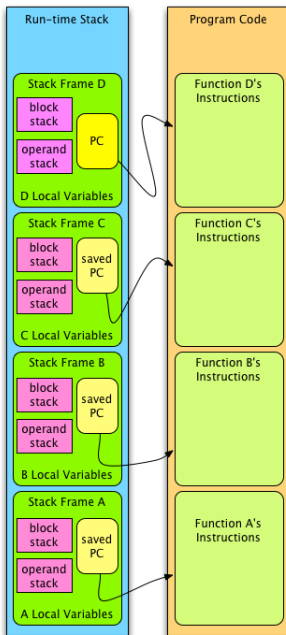 Run-time Stack
Program Code
Stack Frame D
block
stack
PC
operand
stack
D Local Variables
Function D's
Instructions
Stack Frame C
block
stack
saved
PC
operand
stack
C Local Variables
Function C's
Instructions
Stack Frame B
block
stack
saved
PC
operand
stack
B Local Variables
Function B's
Instructions
Stack Frame A
block
stack
saved
PC
operand
stack
A Local Variables
Function A's
Instructions